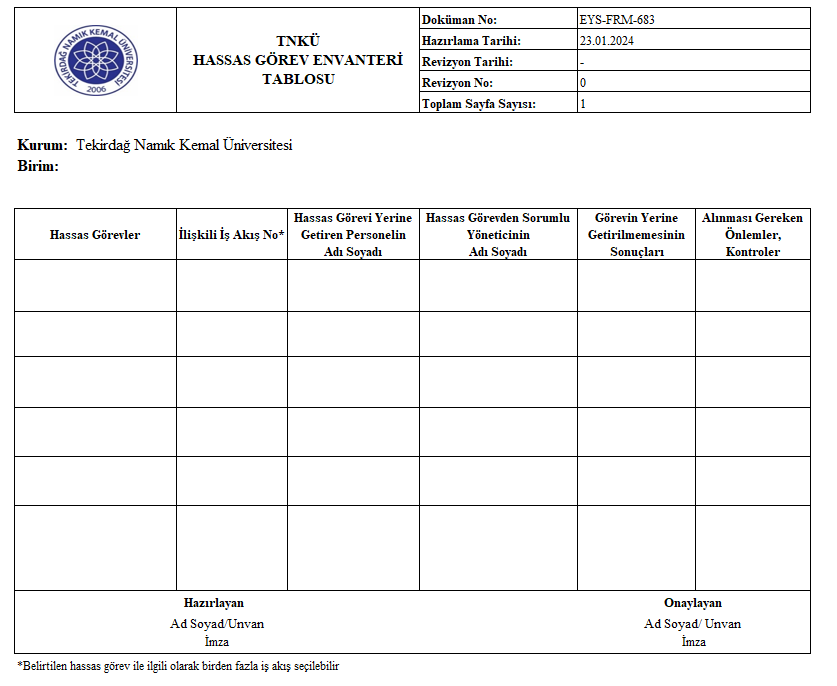 TEKİRDAĞ NAMIK KEMAL ÜNİVERSİTESİ
2006
TNKÜ
HASSAS GÖREV ENVANTERİ
TABLOSU
Doküman No: EYS-FRM-683
Hazırlama Tarihi: 23.01.2024
Revizyon Tarihi: -
Revizyon No: 0
Toplam Sayfa Sayısı: 1
Kurum: Tekirdağ Namık Kemal Üniversitesi
Birim:
Hassas Görevler
İlişkili İş Akış No*
Hassas Görevi Yerine
Getiren Personelin
Adı Soyadı
Hassas Görevden Sorumlu
Yöneticinin
Adı Soyadı
Görevin Yerine
Getirilmemesinin
Sonuçları
Alınması Gereken
Önlemler,
Kontroller
Hazırlayan
Ad Soyad/Unvan
İmza
Onaylayan
Ad Soyad/ Unvan
İmza
*Belirtilen hassas görev ile ilgili olarak birden fazla iş akış seçilebilir